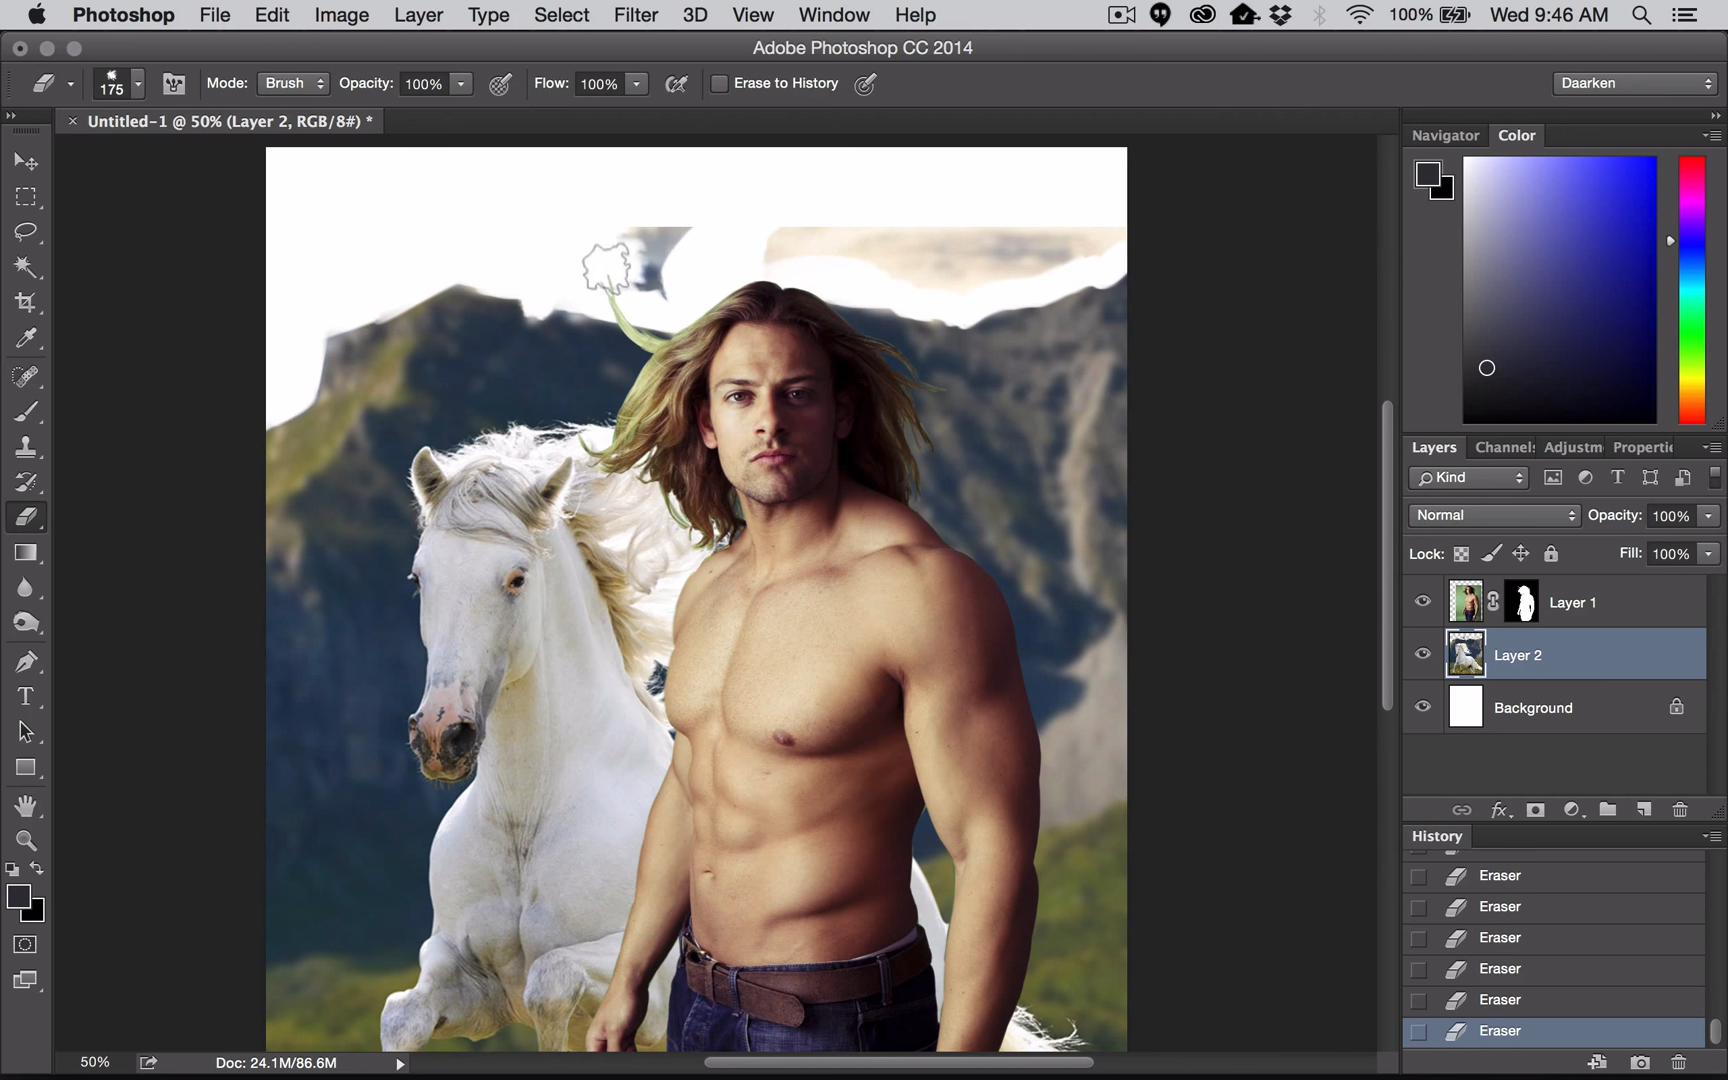 Photoshop File Edit Image Layer Type Select Filter 3D View Window Help 100% Wed 9:46 AM
Adobe Photoshop CC 2014
175 Mode: Brush Opacity: 100% Flow: 100% Erase to History Daarken
× Untitled-1 @ 50% (Layer 2, RGB/8#) *
Navigator Color
Layers Channels Adjustm Properti
Kind
Normal Opacity: 100%
Lock: Fill: 100%
Layer 1
Layer 2
Background
fx
History
Eraser
Eraser
Eraser
Eraser
Eraser
Eraser
50% Doc: 24.1M/86.6M